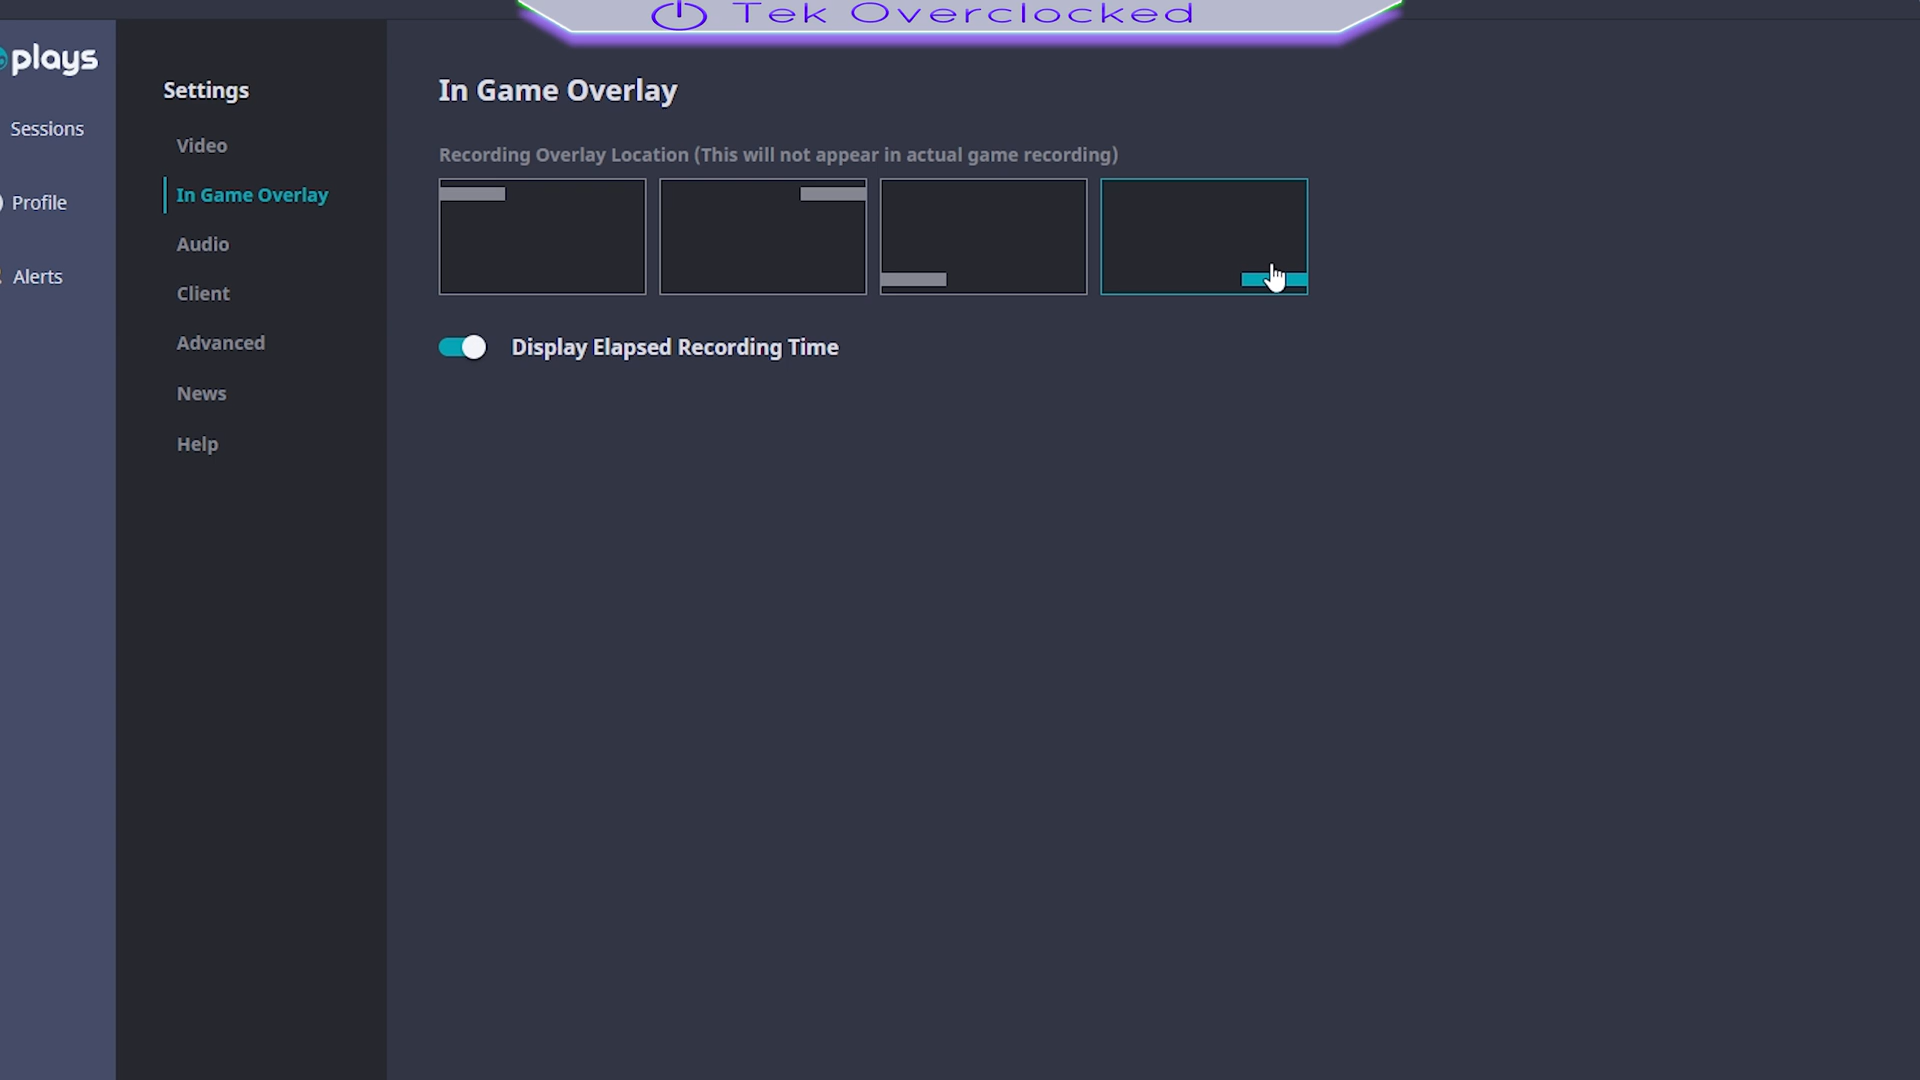 Tek Overclocked
plays
Sessions
Profile
Alerts
Settings
Video
In Game Overlay
Audio
Client
Advanced
News
Help
In Game Overlay
Recording Overlay Location (This will not appear in actual game recording)
Display Elapsed Recording Time